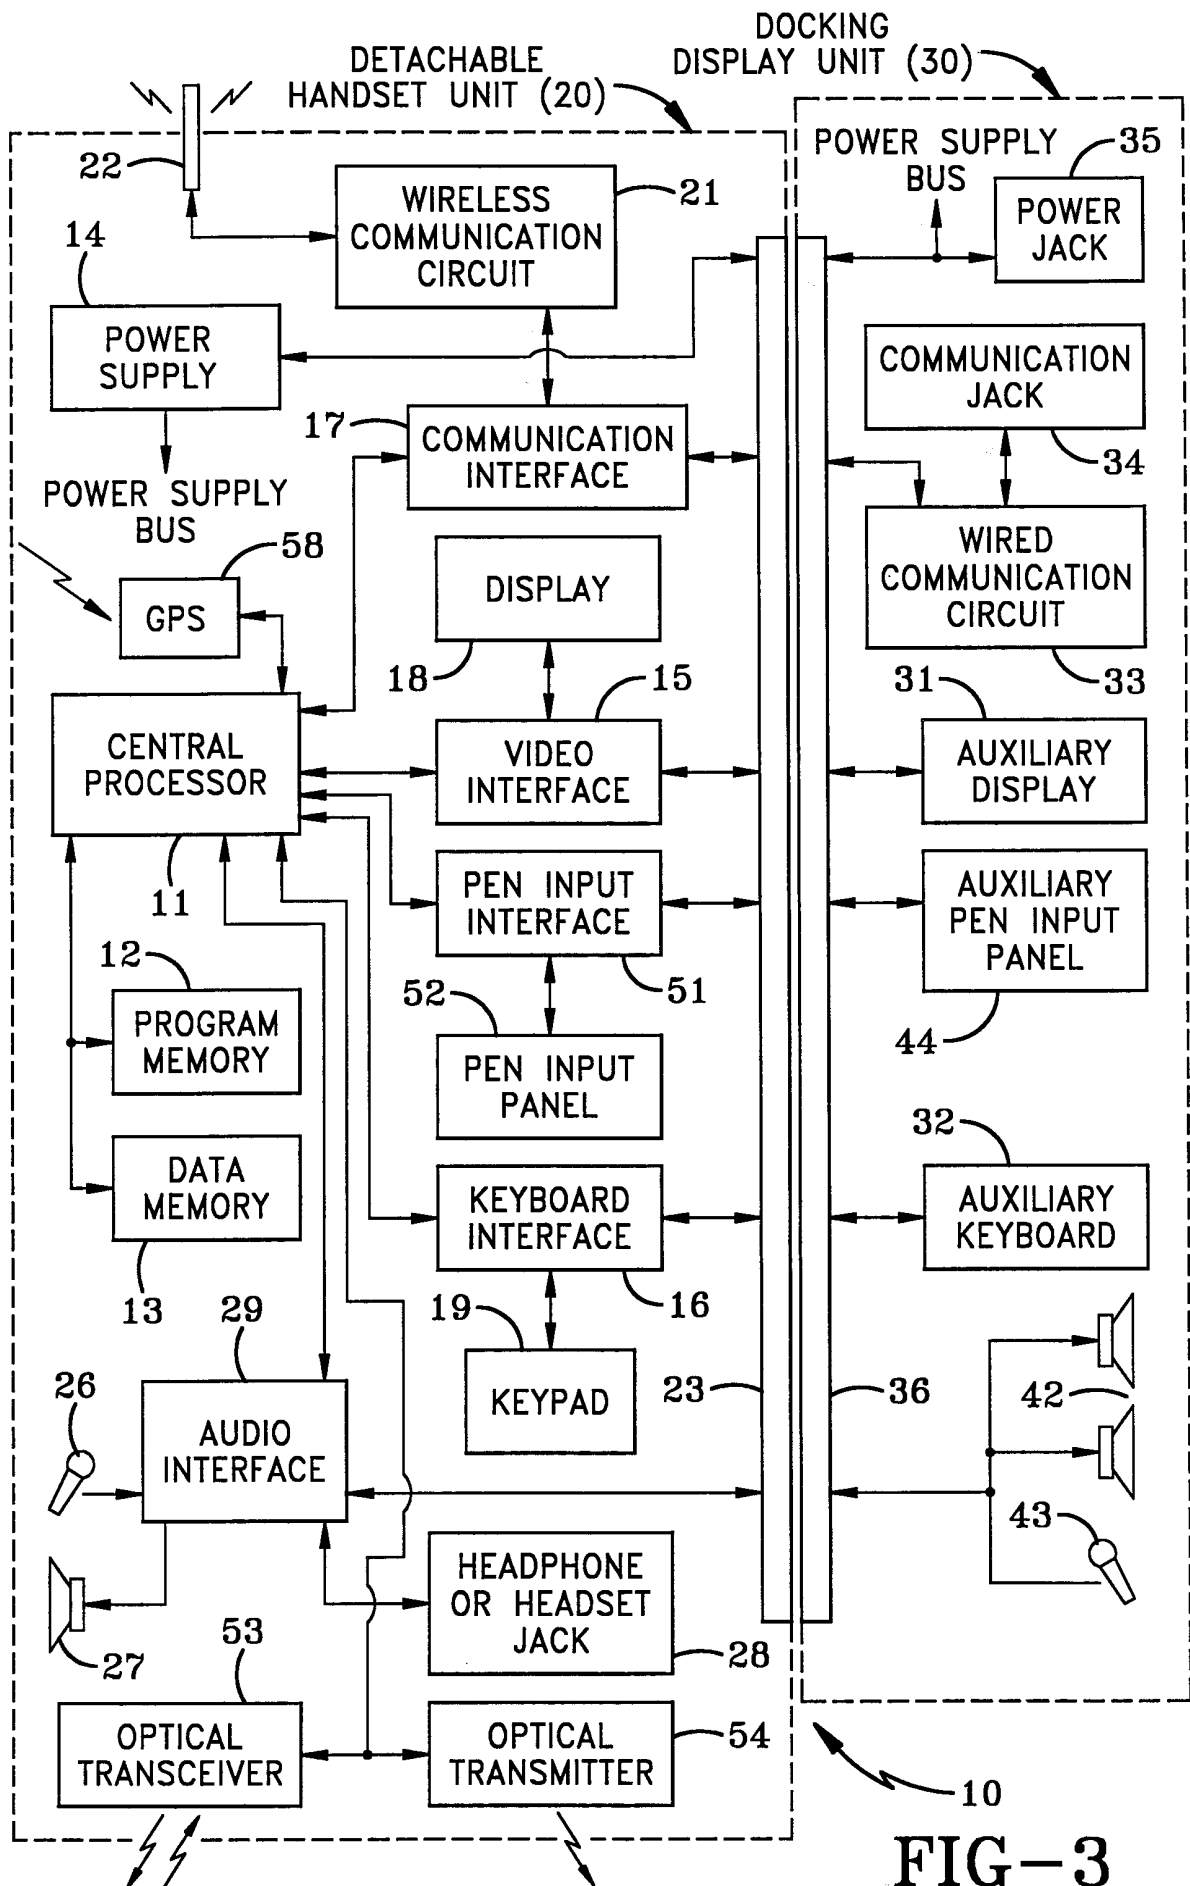 DOCKING
DISPLAY UNIT (30)
DETACHABLE
HANDSET UNIT (20)
22
WIRELESS
COMMUNICATION
CIRCUIT
21
POWER SUPPLY
BUS
35
POWER
JACK
14
POWER
SUPPLY
COMMUNICATION
JACK
34
17
COMMUNICATION
INTERFACE
POWER SUPPLY
BUS
58
GPS
DISPLAY
18
WIRED
COMMUNICATION
CIRCUIT
33
15
31
CENTRAL
PROCESSOR
11
VIDEO
INTERFACE
AUXILIARY
DISPLAY
PEN INPUT
INTERFACE
51
AUXILIARY
PEN INPUT
PANEL
44
12
PROGRAM
MEMORY
52
PEN INPUT
PANEL
DATA
MEMORY
13
KEYBOARD
INTERFACE
16
32
AUXILIARY
KEYBOARD
29
19
KEYPAD
23
36
42
26
AUDIO
INTERFACE
43
27
HEADPHONE
OR HEADSET
JACK
28
53
OPTICAL
TRANSCEIVER
OPTICAL
TRANSMITTER
54
10
FIG-3